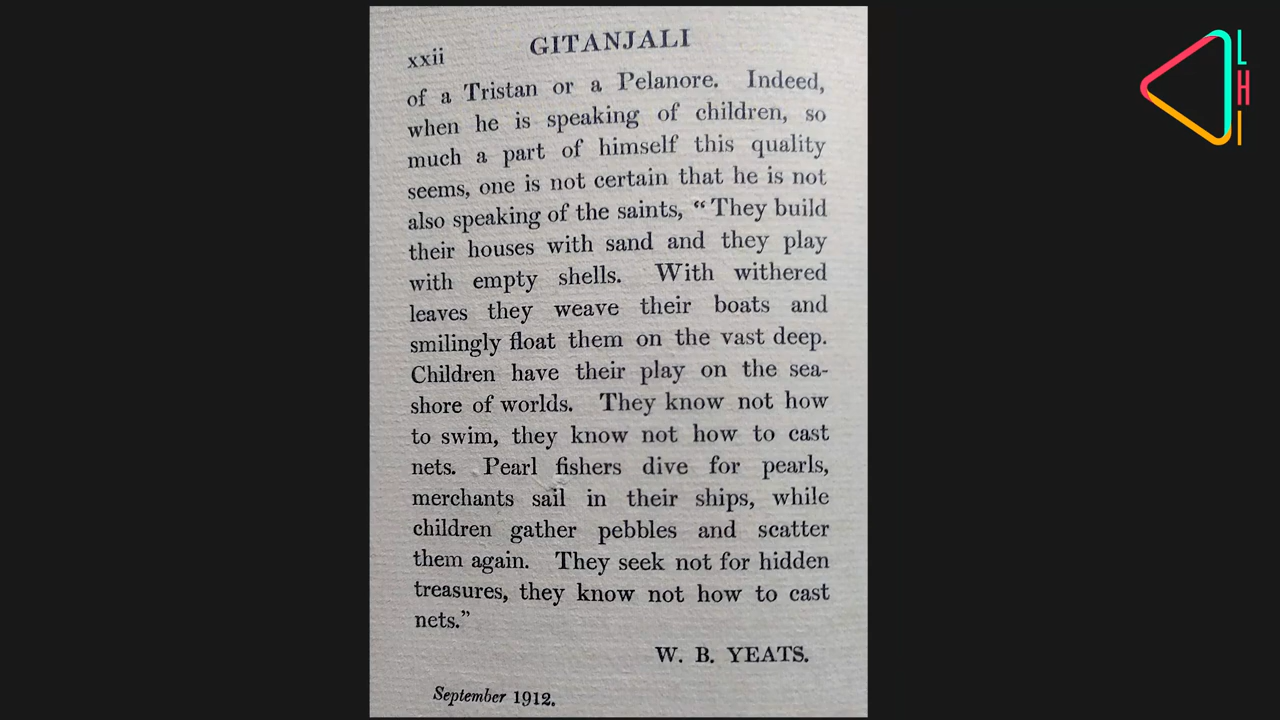 xxii GITANJALI
of a Tristan or a Pelanore. Indeed,
when he is speaking of children, so
much a part of himself this quality
seems, one is not certain that he is not
also speaking of the saints, “They build
their houses with sand and they play
with empty shells. With withered
leaves they weave their boats and
smilingly float them on the vast deep.
Children have their play on the sea-
shore of worlds. They know not how
to swim, they know not how to cast
nets. Pearl fishers dive for pearls,
merchants sail in their ships, while
children gather pebbles and scatter
them again. They seek not for hidden
treasures, they know not how to cast
nets.”
W. B. YEATS.
September 1912.
L
H
I